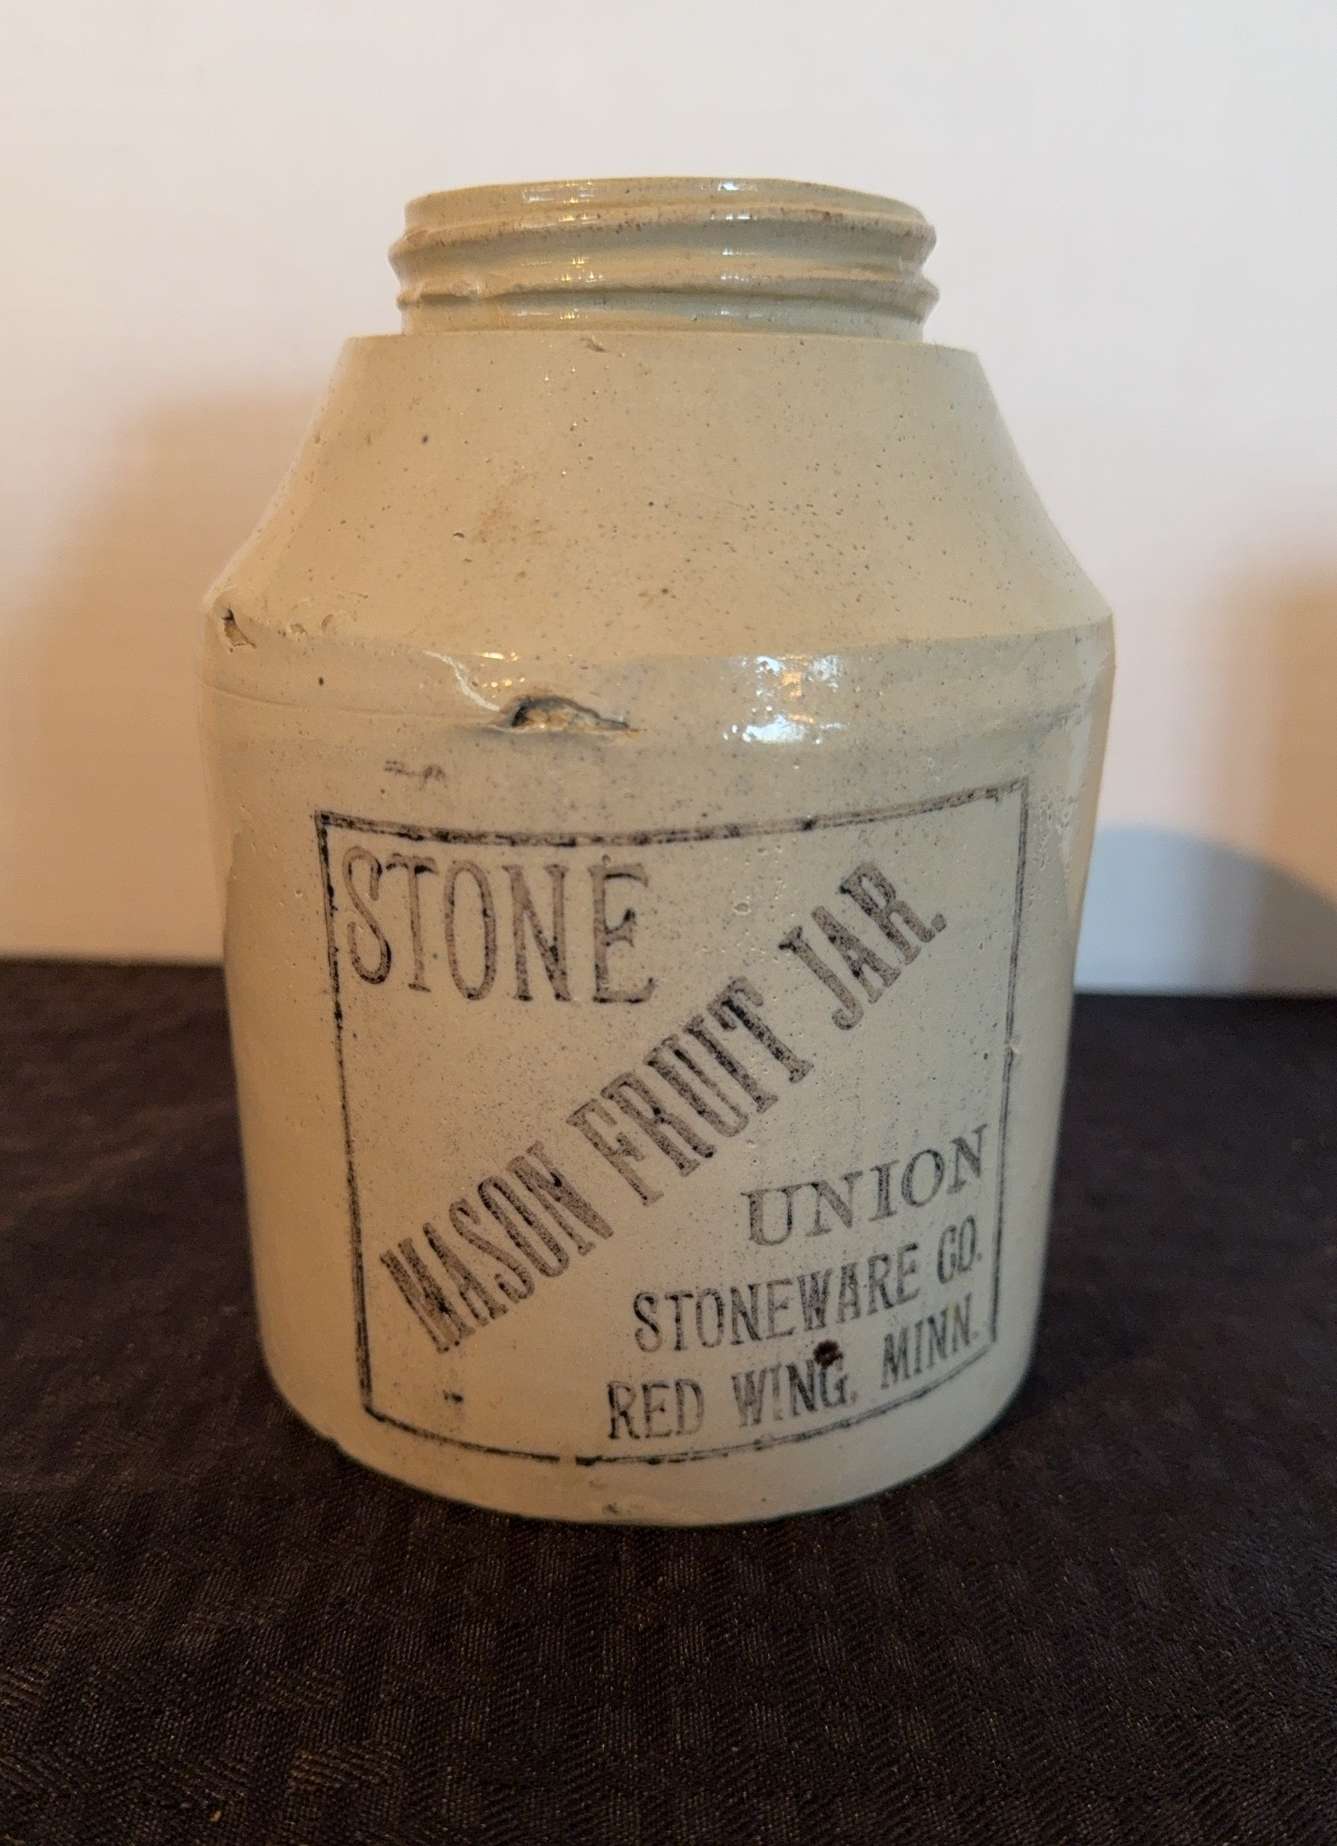 STONE
MASON FRUIT JAR.
UNION
STONEWARE CO.
RED WING, MINN.